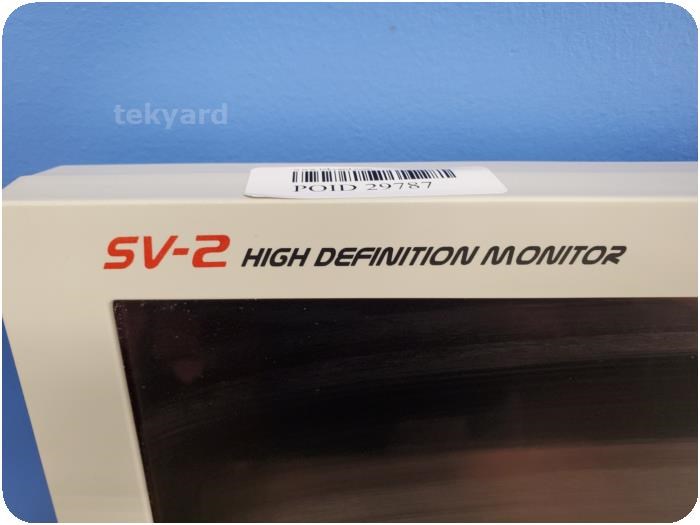 tekyard
POID 29787
SV-2 HIGH DEFINITION MONITOR